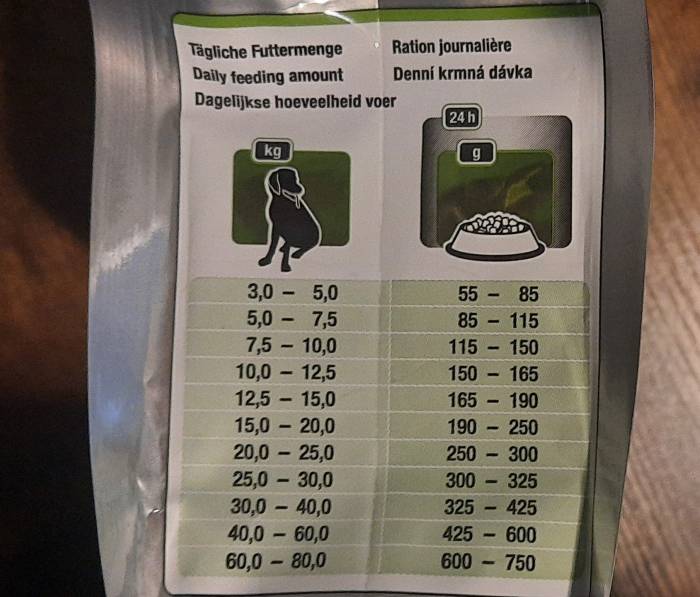 Tägliche Futtermenge Ration journalière
Daily feeding amount Denní krmná dávka
Dagelijkse hoeveelheid voer
24 h
kg g
3,0 – 5,0 55 – 85
5,0 – 7,5 85 – 115
7,5 – 10,0 115 – 150
10,0 – 12,5 150 – 165
12,5 – 15,0 165 – 190
15,0 – 20,0 190 – 250
20,0 – 25,0 250 – 300
25,0 – 30,0 300 – 325
30,0 – 40,0 325 – 425
40,0 – 60,0 425 – 600
60,0 – 80,0 600 – 750